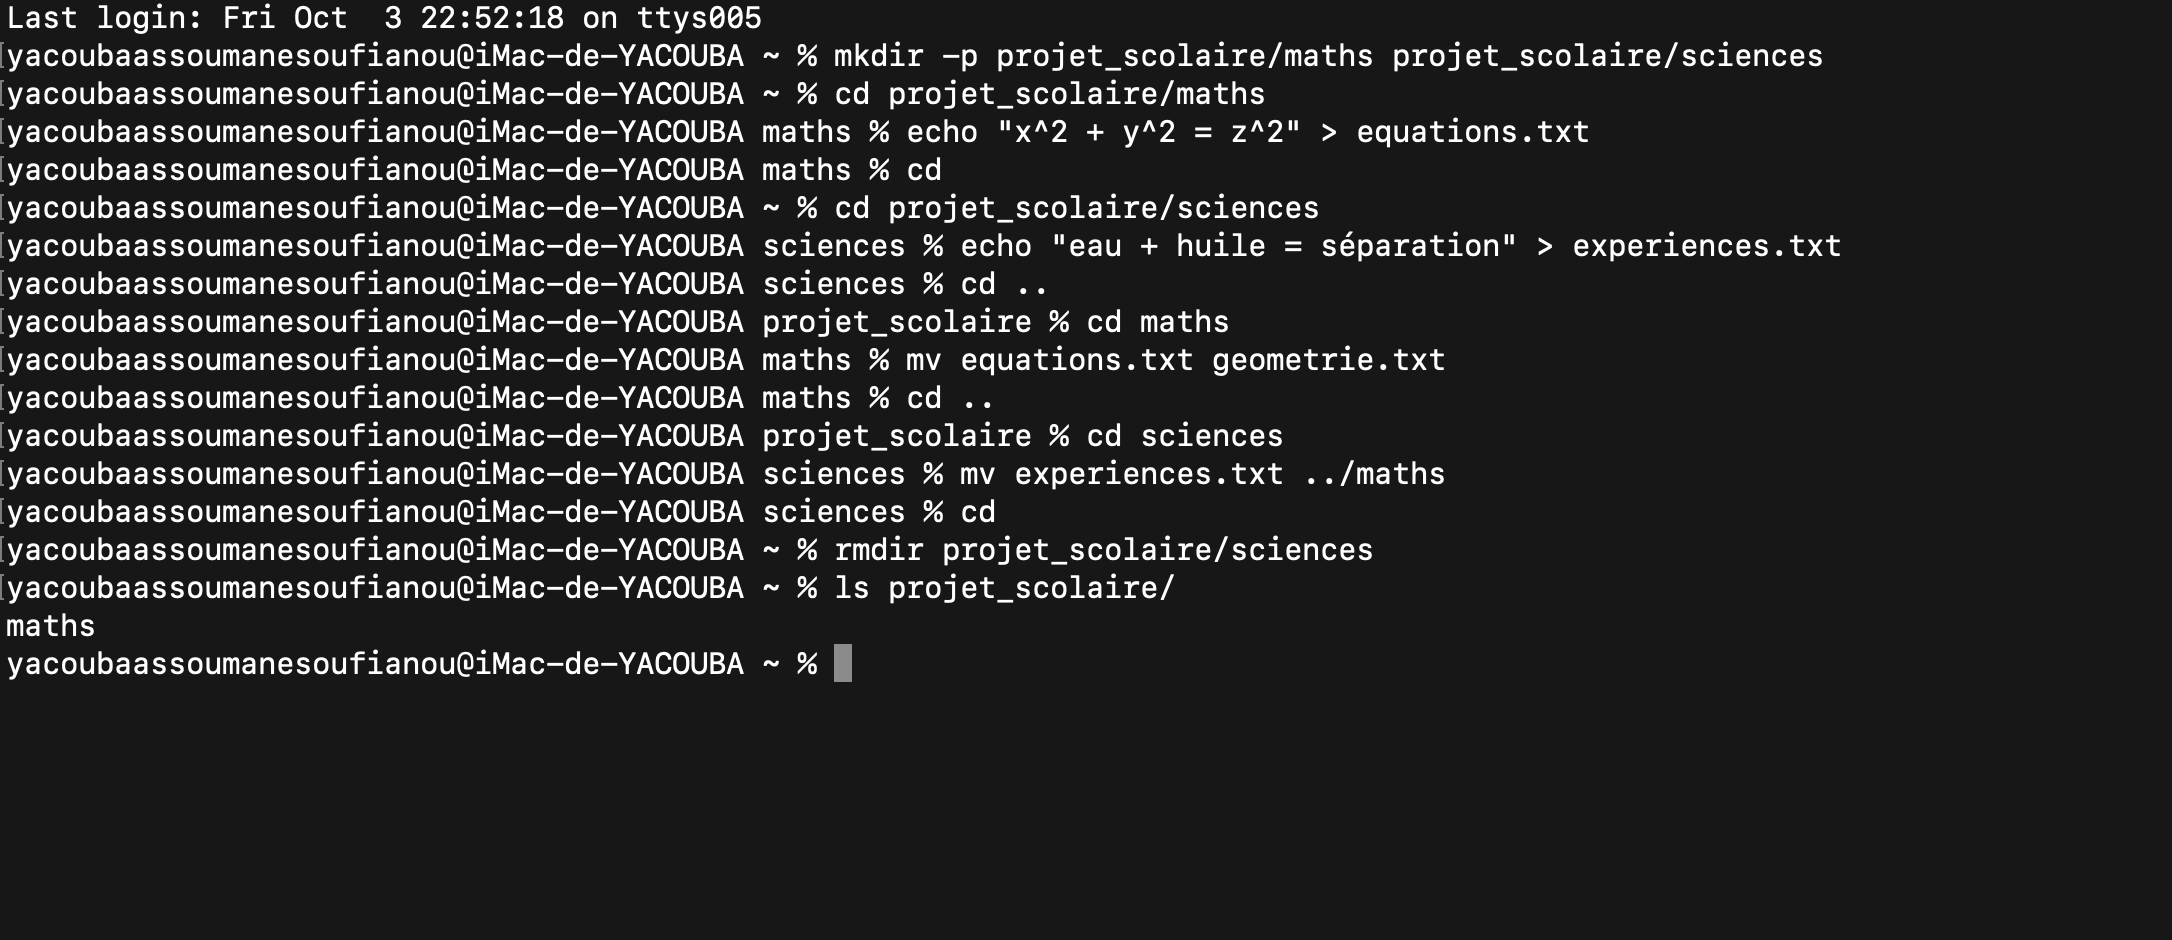 Last login: Fri Oct  3 22:52:18 on ttys005
yacoubaassoumanesoufianou@iMac-de-YACOUBA ~ % mkdir -p projet_scolaire/maths projet_scolaire/sciences
yacoubaassoumanesoufianou@iMac-de-YACOUBA ~ % cd projet_scolaire/maths
yacoubaassoumanesoufianou@iMac-de-YACOUBA maths % echo "x^2 + y^2 = z^2" > equations.txt
yacoubaassoumanesoufianou@iMac-de-YACOUBA maths % cd
yacoubaassoumanesoufianou@iMac-de-YACOUBA ~ % cd projet_scolaire/sciences
yacoubaassoumanesoufianou@iMac-de-YACOUBA sciences % echo "eau + huile = séparation" > experiences.txt
yacoubaassoumanesoufianou@iMac-de-YACOUBA sciences % cd ..
yacoubaassoumanesoufianou@iMac-de-YACOUBA projet_scolaire % cd maths
yacoubaassoumanesoufianou@iMac-de-YACOUBA maths % mv equations.txt geometrie.txt
yacoubaassoumanesoufianou@iMac-de-YACOUBA maths % cd ..
yacoubaassoumanesoufianou@iMac-de-YACOUBA projet_scolaire % cd sciences
yacoubaassoumanesoufianou@iMac-de-YACOUBA sciences % mv experiences.txt ../maths
yacoubaassoumanesoufianou@iMac-de-YACOUBA sciences % cd
yacoubaassoumanesoufianou@iMac-de-YACOUBA ~ % rmdir projet_scolaire/sciences
yacoubaassoumanesoufianou@iMac-de-YACOUBA ~ % ls projet_scolaire/
maths
yacoubaassoumanesoufianou@iMac-de-YACOUBA ~ %